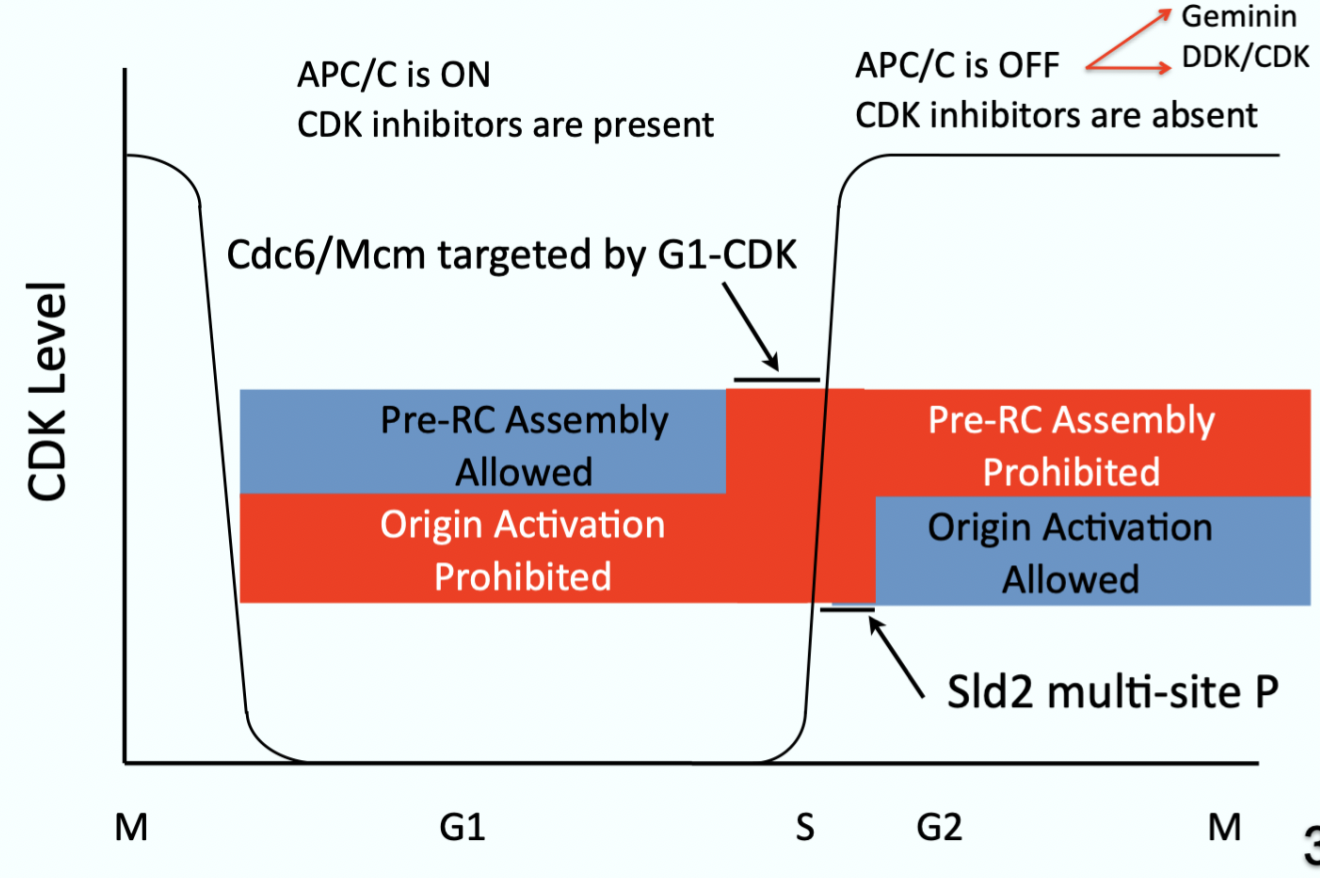 Geminin
DDK/CDK
APC/C is ON
CDK inhibitors are present
APC/C is OFF
CDK inhibitors are absent
Cdc6/Mcm targeted by G1-CDK
CDK Level
Pre-RC Assembly
Allowed
Origin Activation
Prohibited
Pre-RC Assembly
Prohibited
Origin Activation
Allowed
Sld2 multi-site P
M G1 S G2 M
3